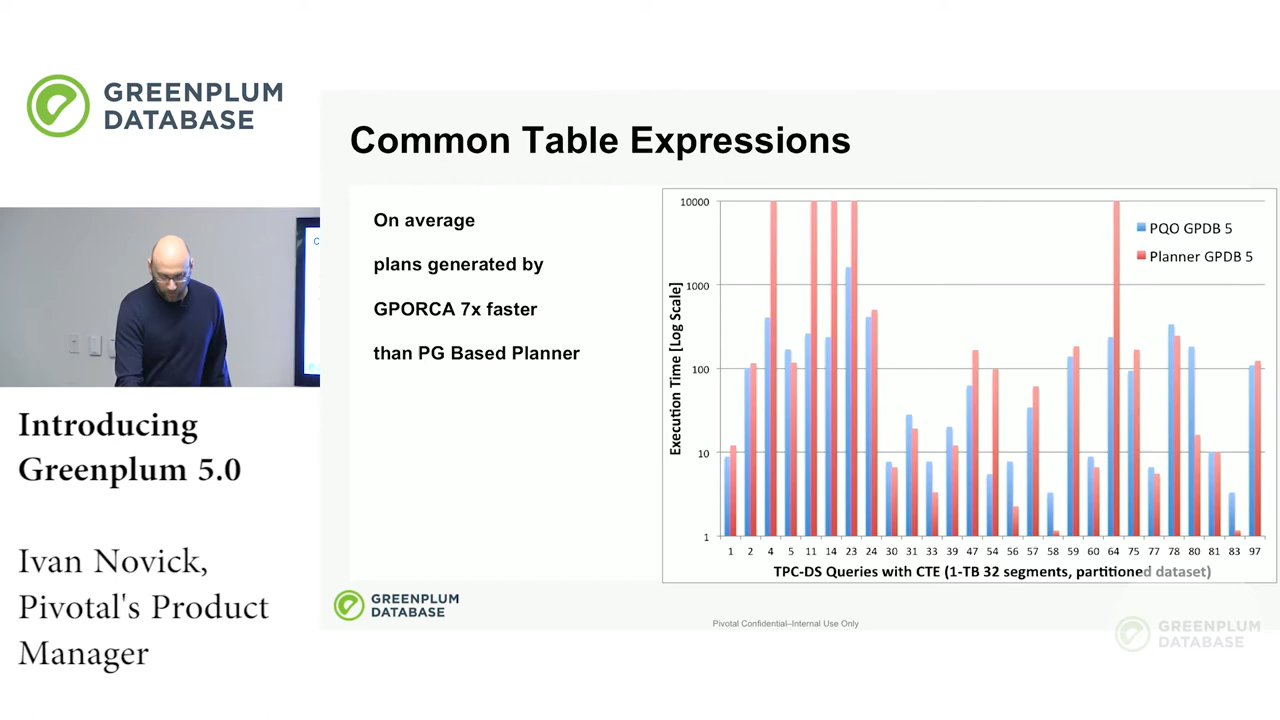 GREENPLUM
DATABASE
Common Table Expressions
On average
plans generated by
GPORCA 7x faster
than PG Based Planner
10000
1000
100
10
1
Execution Time [Log Scale]
PQO GPDB 5
Planner GPDB 5
1 2 4 5 11 14 23 24 30 31 33 39 47 54 56 57 58 59 60 64 75 77 78 80 81 83 97
TPC-DS Queries with CTE (1-TB 32 segments, partitioned dataset)
C
Introducing
Greenplum 5.0
Ivan Novick,
Pivotal's Product
Manager
GREENPLUM
DATABASE
Pivotal Confidential–Internal Use Only
GREENPLUM
DATABASE